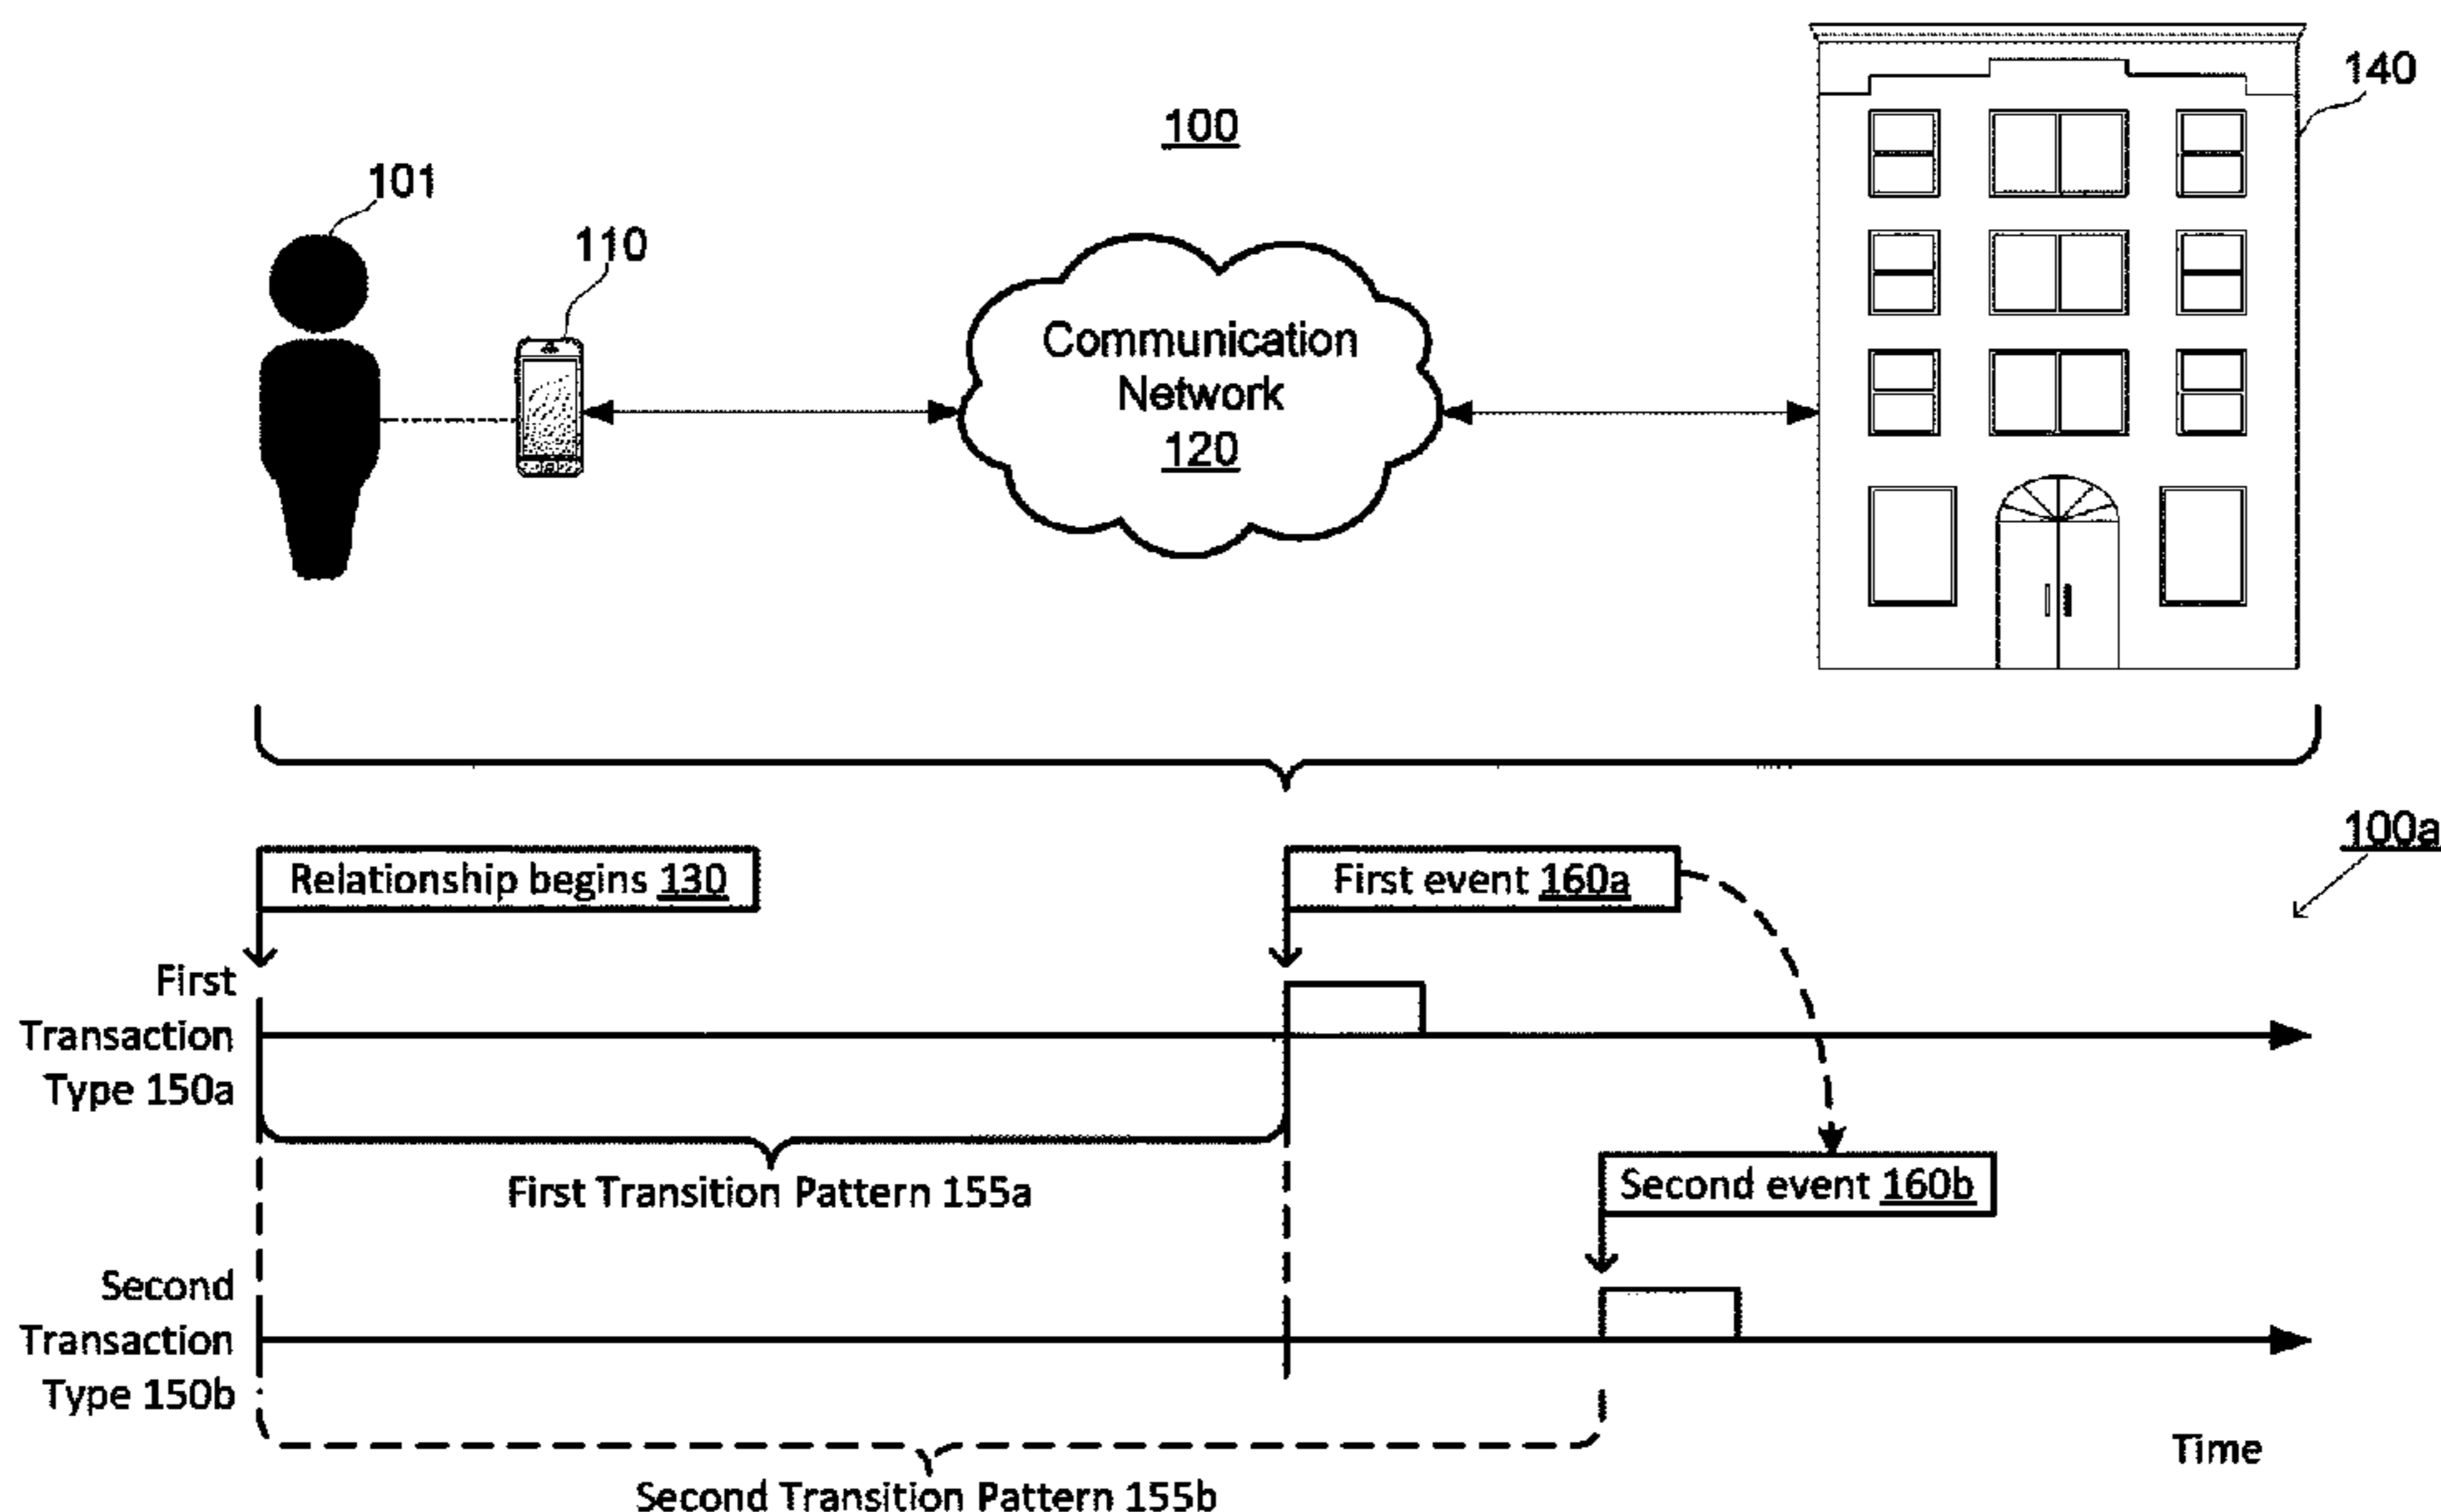 100
140
101
110
Communication
Network
120
100a
Relationship begins 130
First event 160a
First
Transaction
Type 150a
First Transition Pattern 155a
Second event 160b
Second
Transaction
Type 150b
Time
Second Transition Pattern 155b